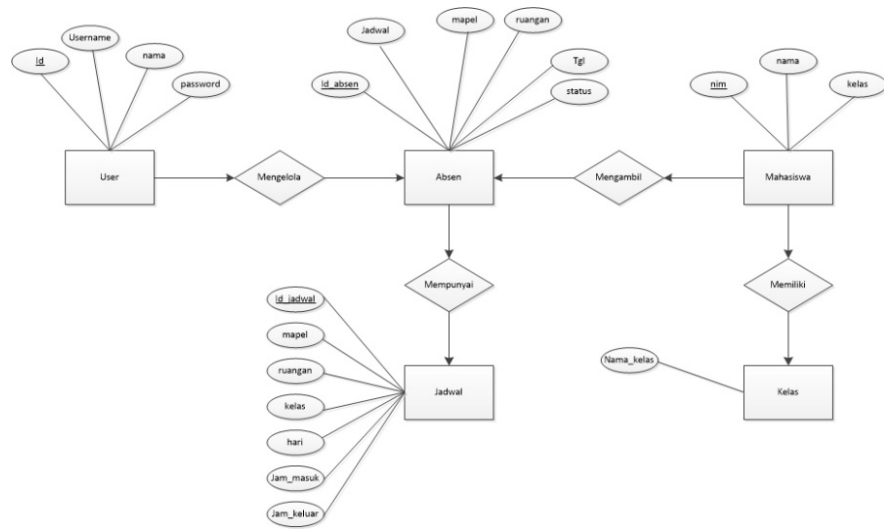 Id
Username
nama
password
Id_absen
Jadwal
mapel
ruangan
Tgl
status
nim
nama
kelas
User
Mengelola
Absen
Mengambil
Mahasiswa
Mempunyai
Memiliki
Id_jadwal
mapel
ruangan
kelas
hari
Jam_masuk
Jam_keluar
Jadwal
Nama_kelas
Kelas